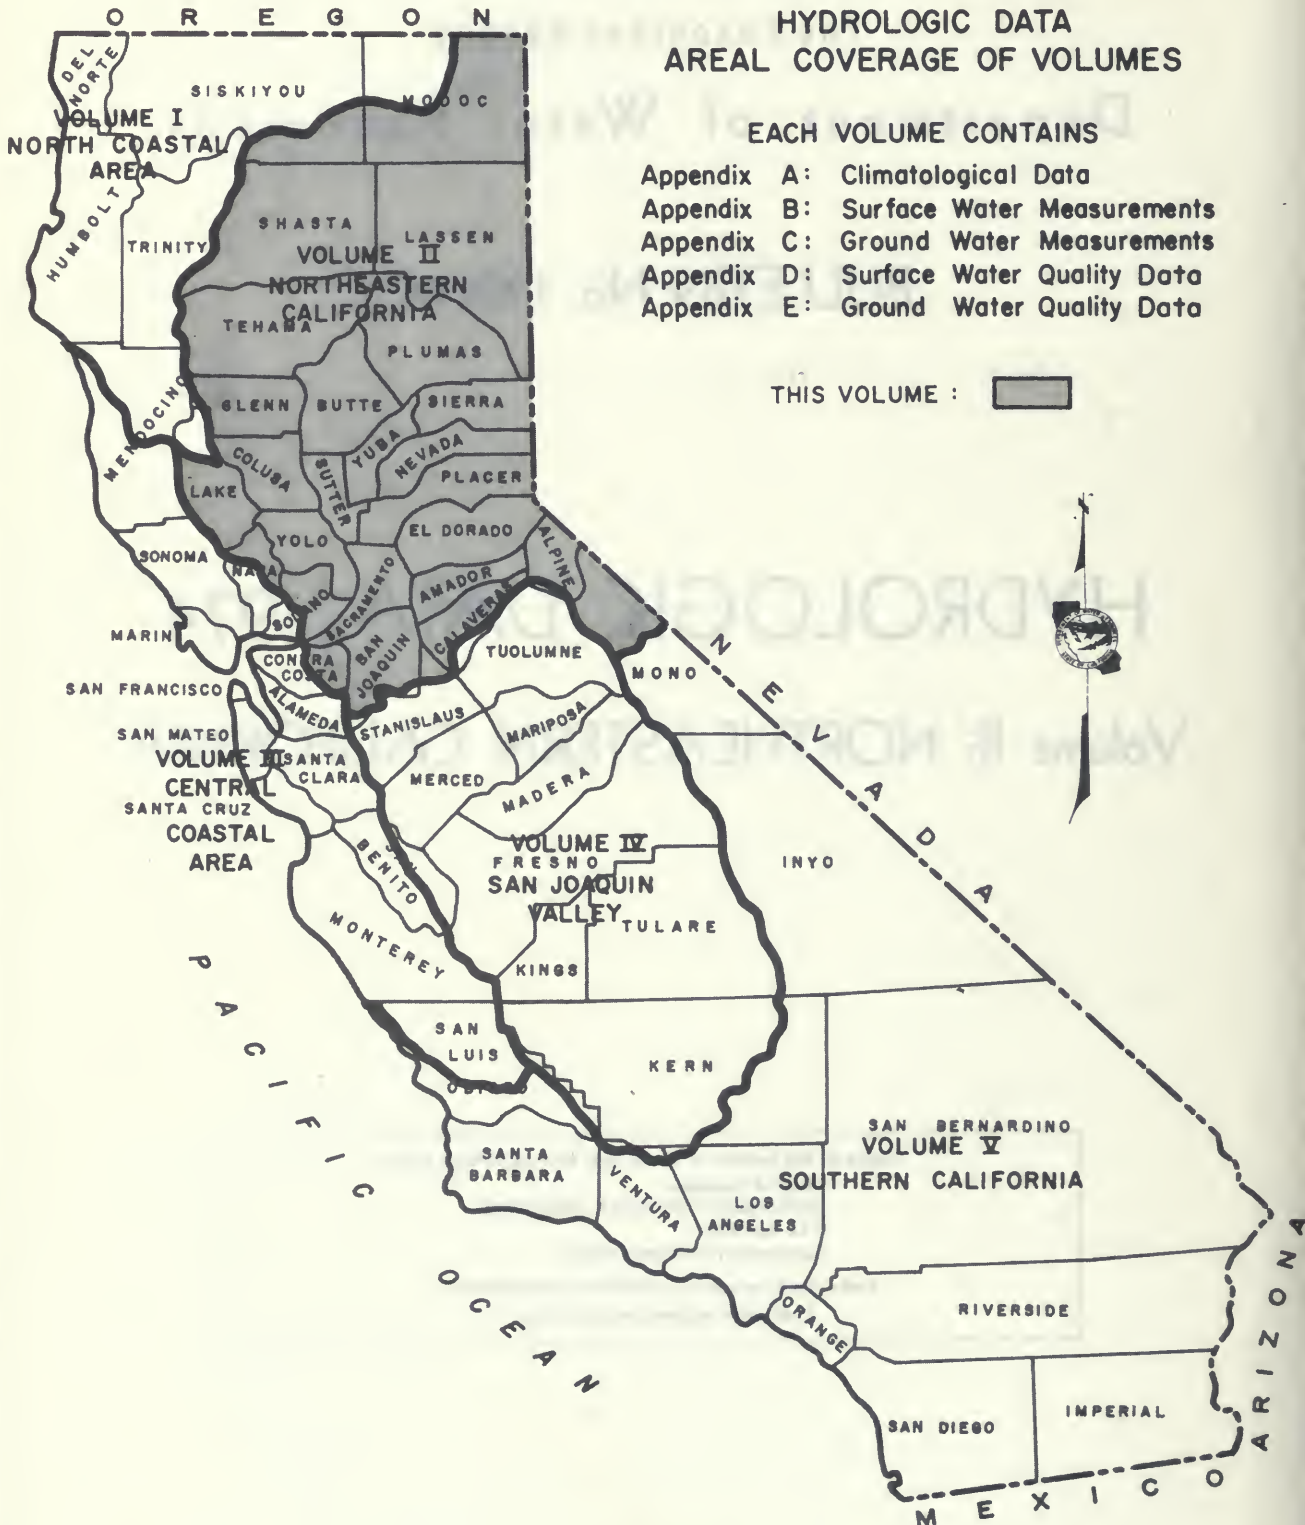 HYDROLOGIC DATA
AREAL COVERAGE OF VOLUMES
EACH VOLUME CONTAINS
Appendix A: Climatological Data
Appendix B: Surface Water Measurements
Appendix C: Ground Water Measurements
Appendix D: Surface Water Quality Data
Appendix E: Ground Water Quality Data
THIS VOLUME :
OREGON
DEL NORTE
SISKIYOU
MODOC
VOLUME I
NORTH COASTAL
AREA
HUMBOLT
TRINITY
SHASTA
LASSEN
VOLUME II
NORTHEASTERN
CALIFORNIA
TEHAMA
PLUMAS
MENDOCINO
GLENN
BUTTE
SIERRA
YUBA
NEVADA
COLUSA
SUTTER
PLACER
LAKE
YOLO
EL DORADO
ALPINE
SONOMA
NAPA
SOLANO
SACRAMENTO
AMADOR
CALAVERAS
MARIN
CONTRA
COSTA
SAN
JOAQUIN
TUOLUMNE
MONO
NEVADA
SAN FRANCISCO
ALAMEDA
STANISLAUS
MARIPOSA
SAN MATEO
VOLUME III
CENTRAL
SANTA CRUZ
COASTAL
AREA
SANTA
CLARA
MERCED
MADERA
SAN
BENITO
VOLUME IV
FRESNO
SAN JOAQUIN
VALLEY
INYO
TULARE
MONTEREY
KINGS
PACIFIC
OCEAN
SAN
LUIS
OBISPO
KERN
SAN BERNARDINO
VOLUME V
SOUTHERN CALIFORNIA
SANTA
BARBARA
VENTURA
LOS
ANGELES
ORANGE
RIVERSIDE
SAN DIEGO
IMPERIAL
ARIZONA
MEXICO